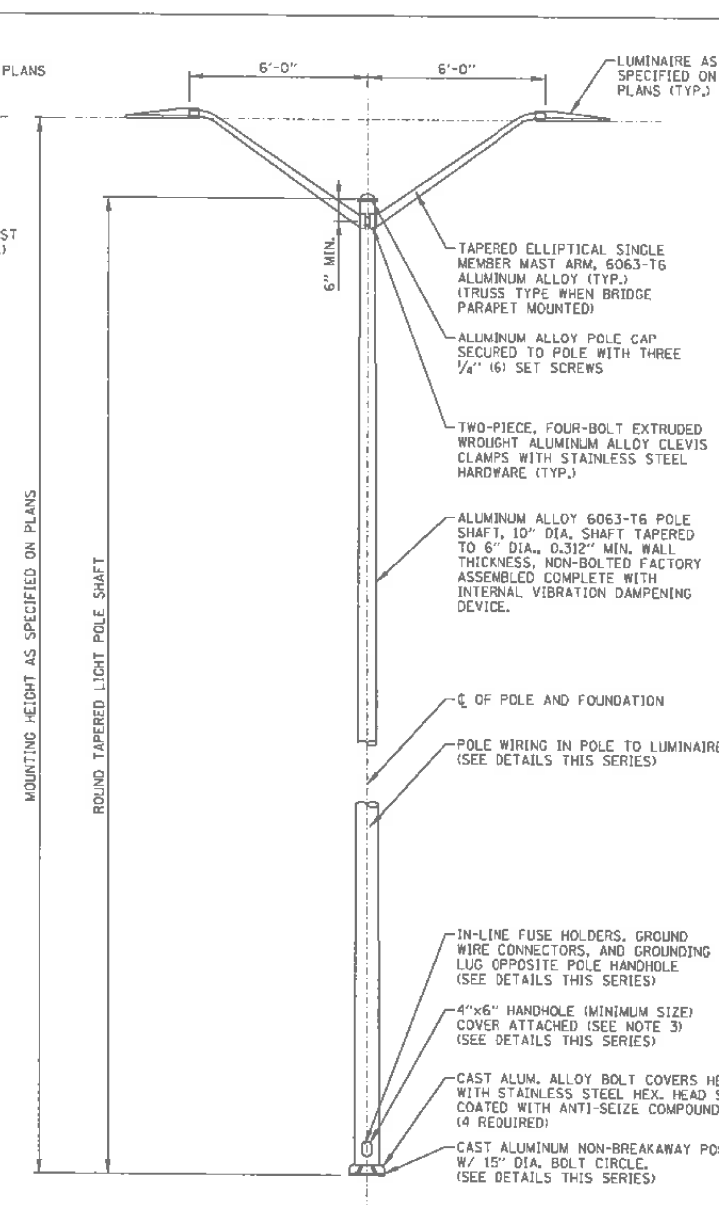 PLANS
6'-0"
6'-0"
LUMINAIRE AS
SPECIFIED ON
PLANS (TYP.)
ST
)
6" MIN.
TAPERED ELLIPTICAL SINGLE
MEMBER MAST ARM, 6063-T6
ALUMINUM ALLOY (TYP.)
(TRUSS TYPE WHEN BRIDGE
PARAPET MOUNTED)
ALUMINUM ALLOY POLE CAP
SECURED TO POLE WITH THREE
1/4" (6) SET SCREWS
TWO-PIECE, FOUR-BOLT EXTRUDED
WROUGHT ALUMINUM ALLOY CLEVIS
CLAMPS WITH STAINLESS STEEL
HARDWARE (TYP.)
ALUMINUM ALLOY 6063-T6 POLE
SHAFT, 10" DIA. SHAFT TAPERED
TO 6" DIA., 0.312" MIN. WALL
THICKNESS, NON-BOLTED FACTORY
ASSEMBLED COMPLETE WITH
INTERNAL VIBRATION DAMPENING
DEVICE.
MOUNTING HEIGHT AS SPECIFIED ON PLANS
ROUND TAPERED LIGHT POLE SHAFT
℄ OF POLE AND FOUNDATION
POLE WIRING IN POLE TO LUMINAIRE
(SEE DETAILS THIS SERIES)
IN-LINE FUSE HOLDERS, GROUND
WIRE CONNECTORS, AND GROUNDING
LUG OPPOSITE POLE HANDHOLE
(SEE DETAILS THIS SERIES)
4"x6" HANDHOLE (MINIMUM SIZE)
COVER ATTACHED (SEE NOTE 3)
(SEE DETAILS THIS SERIES)
CAST ALUM. ALLOY BOLT COVERS HE
WITH STAINLESS STEEL HEX. HEAD S
COATED WITH ANTI-SEIZE COMPOUND
(4 REQUIRED)
CAST ALUMINUM NON-BREAKAWAY POS
W/ 15" DIA. BOLT CIRCLE.
(SEE DETAILS THIS SERIES)